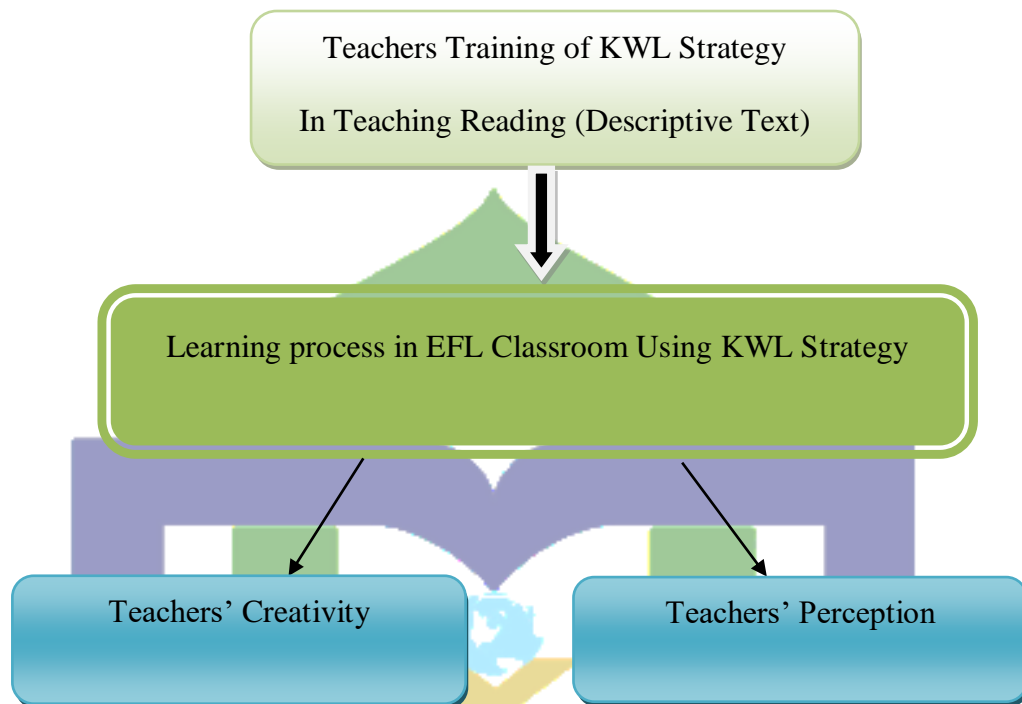 Teachers Training of KWL Strategy
In Teaching Reading (Descriptive Text)
Learning process in EFL Classroom Using KWL Strategy
Teachers’ Creativity
Teachers’ Perception